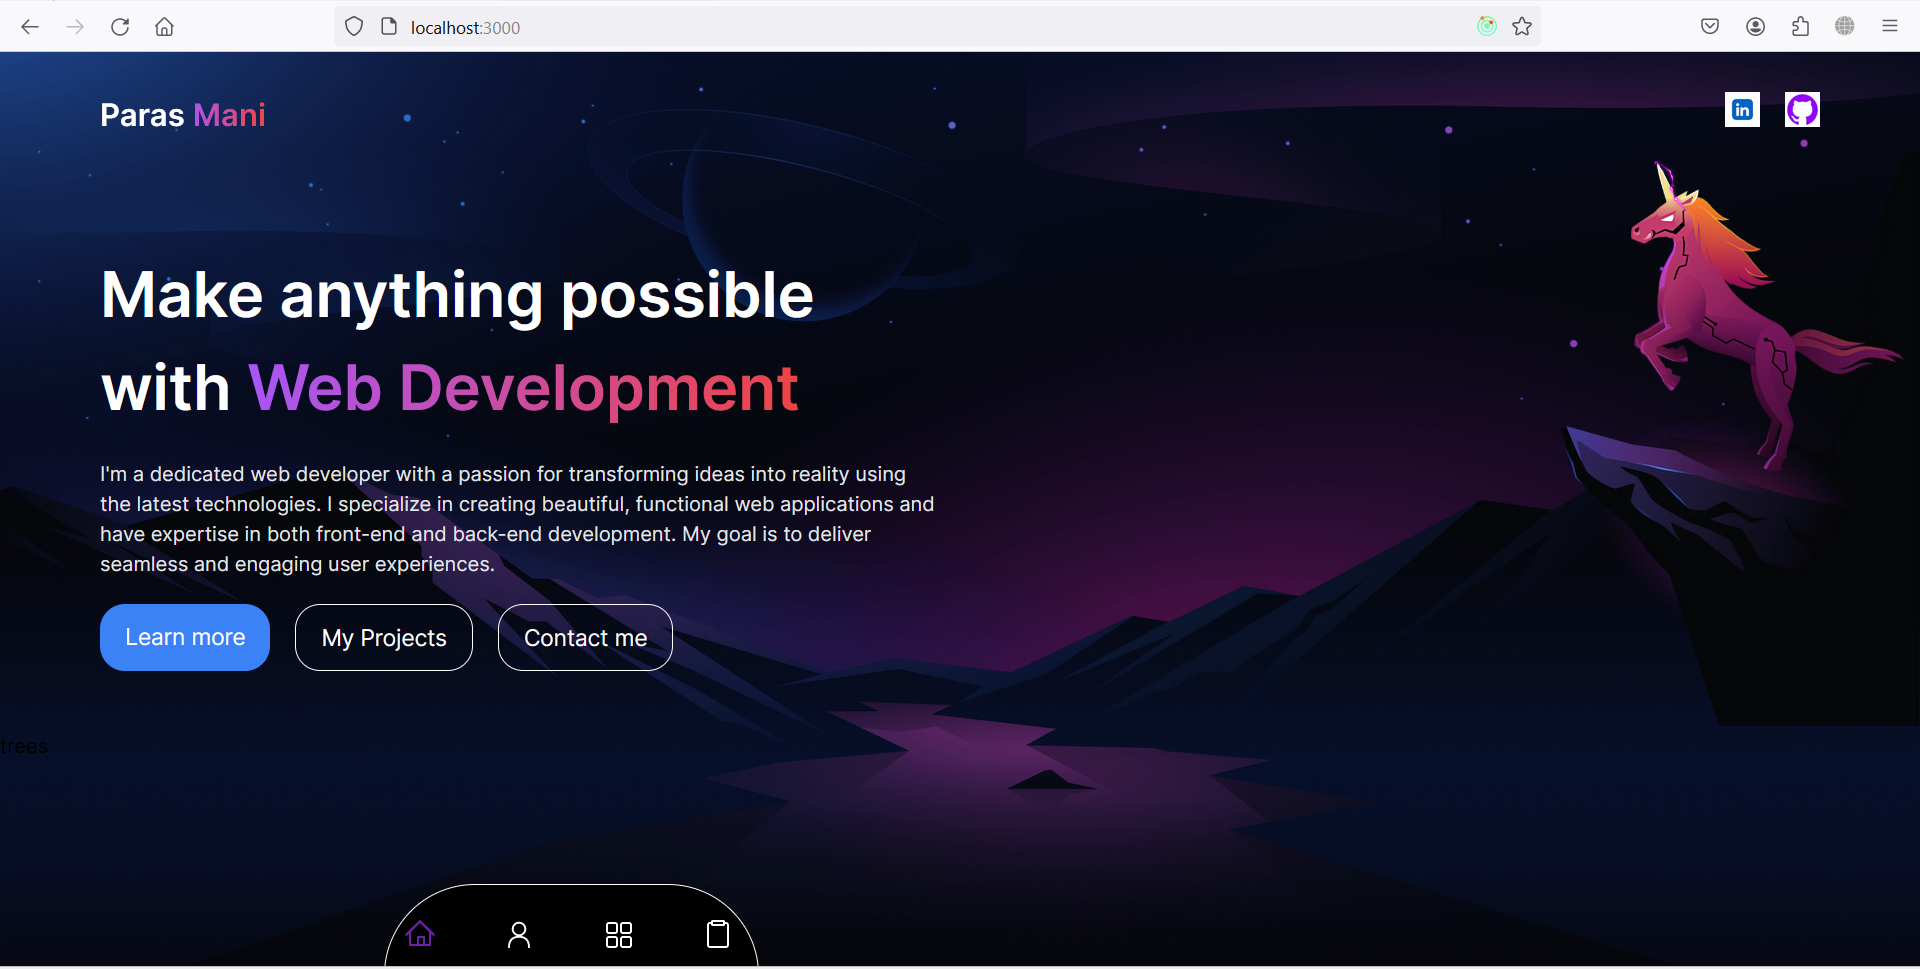 localhost:3000
Paras Mani
in
Make anything possible
with Web Development
I'm a dedicated web developer with a passion for transforming ideas into reality using
the latest technologies. I specialize in creating beautiful, functional web applications and
have expertise in both front-end and back-end development. My goal is to deliver
seamless and engaging user experiences.
Learn more
My Projects
Contact me
trees